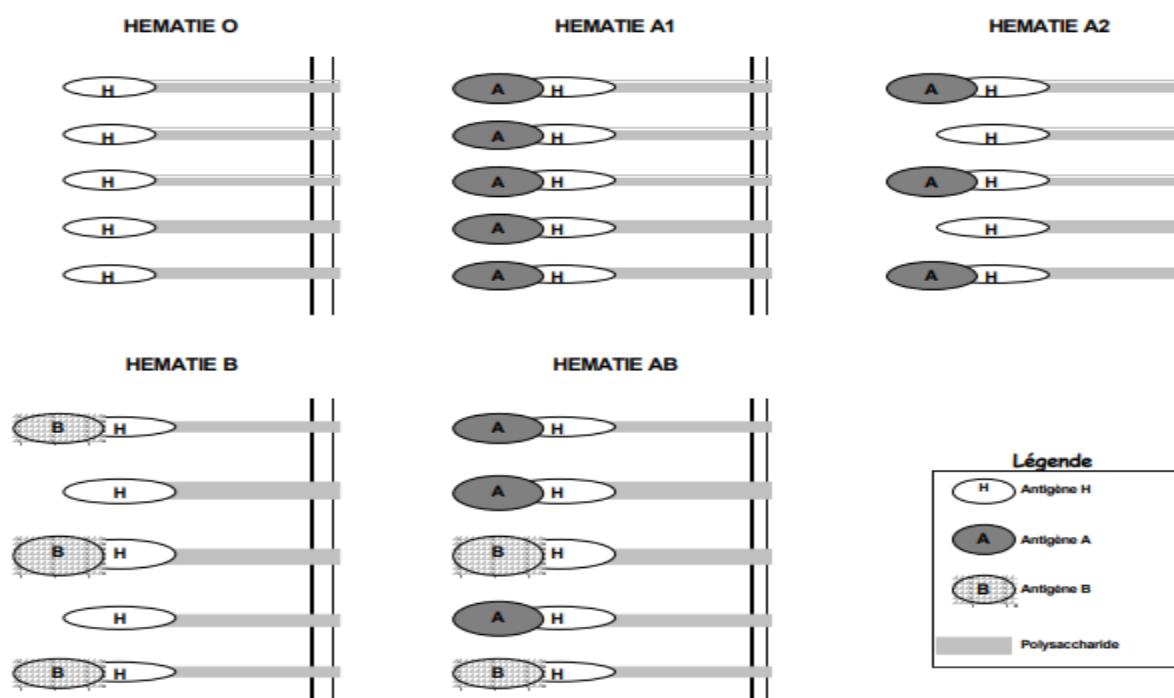 HEMATIE O HEMATIE A1 HEMATIE A2
H A H A H
H A H H
H A H A H
H A H H
H A H A H
HEMATIE B HEMATIE AB
B H A H
H A H
B H B H
H A H
B H B H
Légende
H Antigène H
A Antigène A
B Antigène B
Polysaccharide